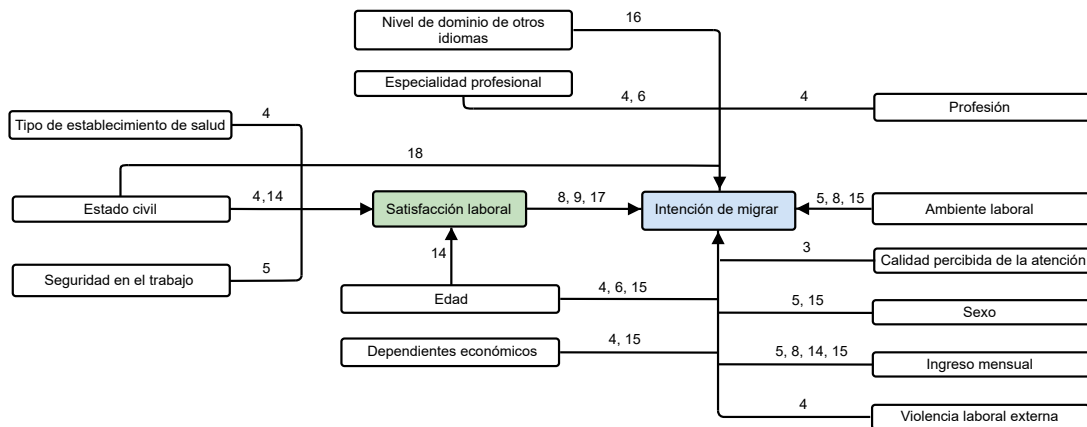 Nivel de dominio de otros
idiomas
16
Especialidad profesional
4, 6
4
Profesión
Tipo de establecimiento de salud
4
18
Estado civil
4,14
Satisfacción laboral
8, 9, 17
Intención de migrar
5, 8, 15
Ambiente laboral
14
3
Calidad percibida de la atención
Seguridad en el trabajo
5
Edad
4, 6, 15
5, 15
Sexo
Dependientes económicos
4, 15
5, 8, 14, 15
Ingreso mensual
4
Violencia laboral externa